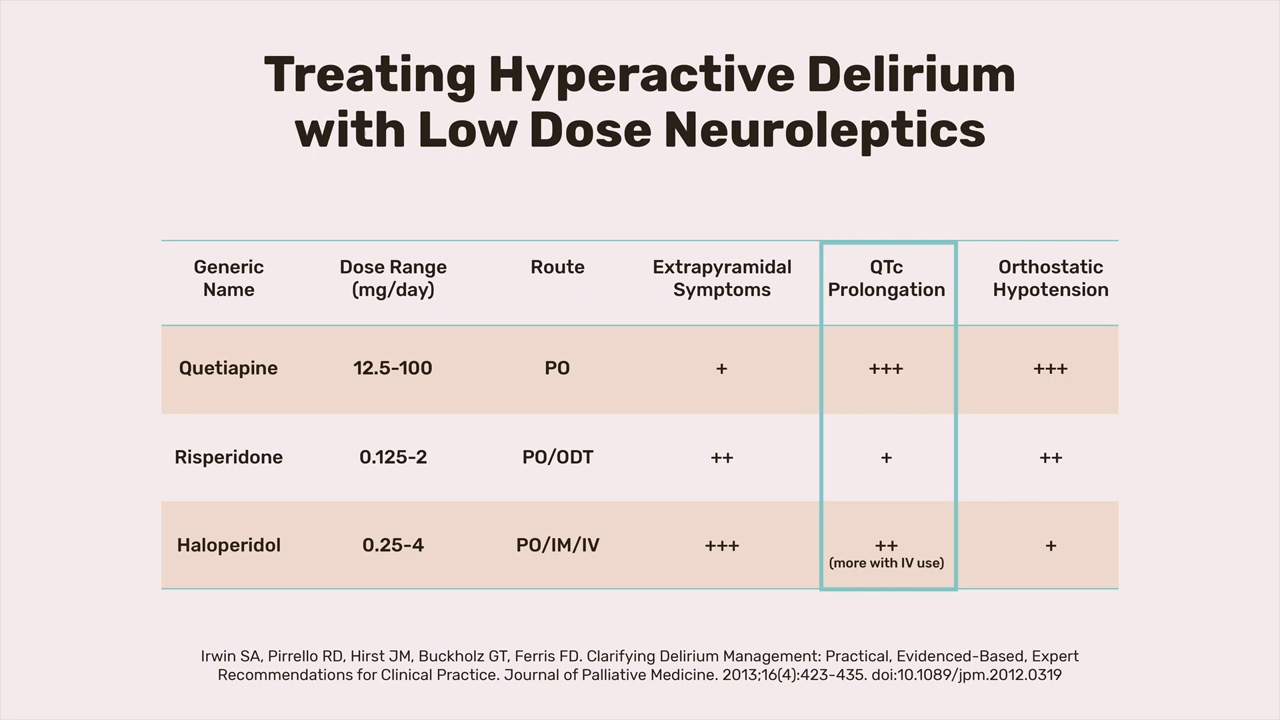 Treating Hyperactive Delirium
with Low Dose Neuroleptics
Generic Name Dose Range (mg/day) Route Extrapyramidal Symptoms QTc Prolongation Orthostatic Hypotension
Quetiapine 12.5-100 PO + +++ +++
Risperidone 0.125-2 PO/ODT ++ + ++
Haloperidol 0.25-4 PO/IM/IV +++ ++ (more with IV use) +
Irwin SA, Pirrello RD, Hirst JM, Buckholz GT, Ferris FD. Clarifying Delirium Management: Practical, Evidenced-Based, Expert
Recommendations for Clinical Practice. Journal of Palliative Medicine. 2013;16(4):423-435. doi:10.1089/jpm.2012.0319